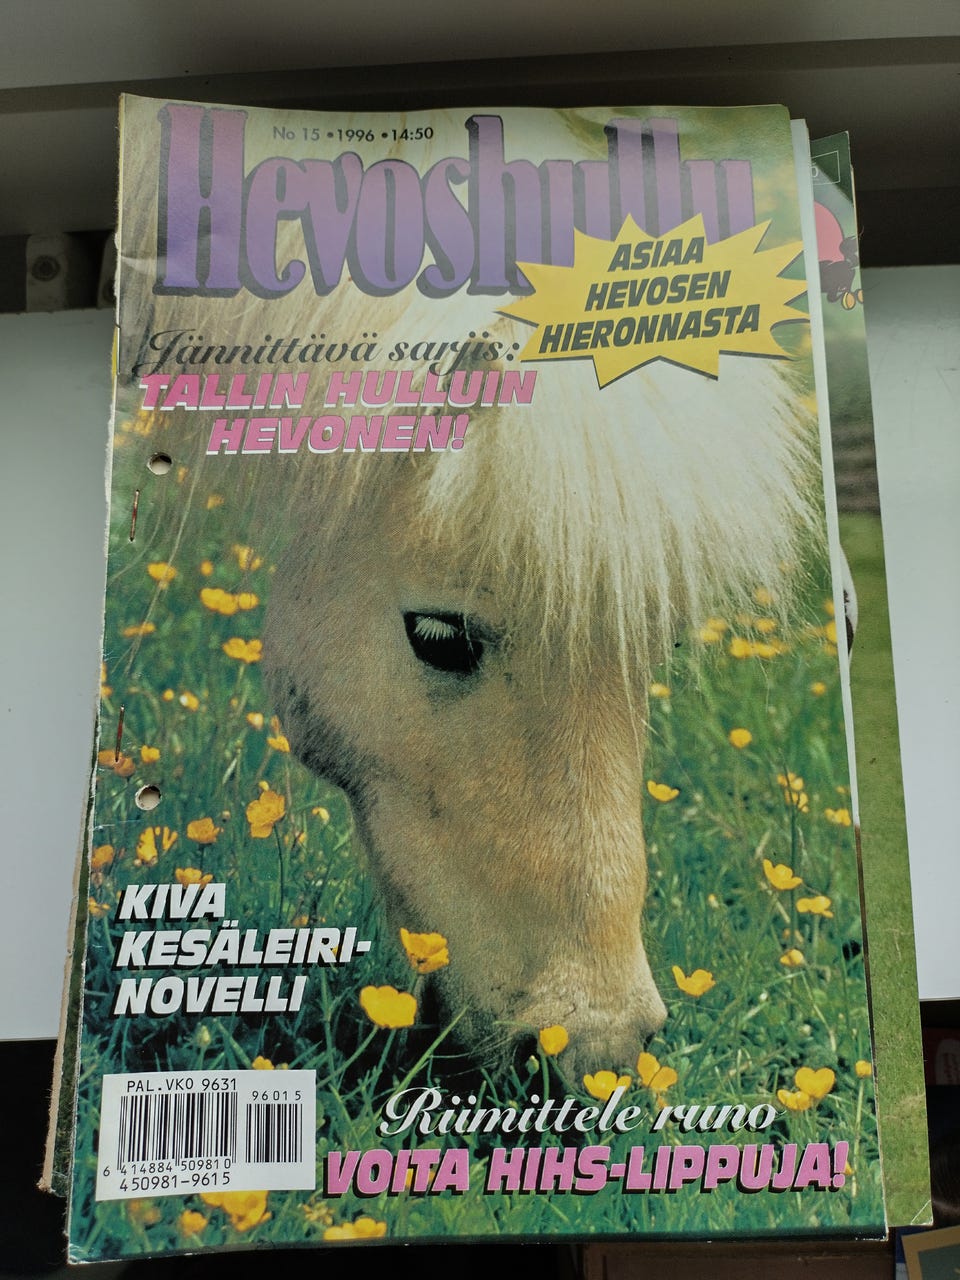 No 15 • 1996 • 14:50
Hevoshullu
ASIAA
HEVOSEN
HIERONNASTA
Jännittävä sarjis:
TALLIN HULLUIN
HEVONEN!
KIVA
KESÄLEIRI-
NOVELLI
PAL.VKO 9631
96015
6 414884 509810
450981-9615
Riimittele runo
VOITA HIHS-LIPPUJA!